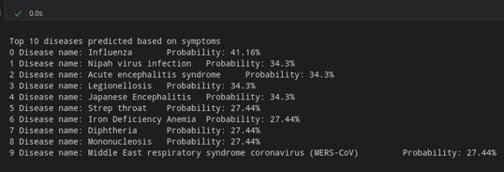 0.0s
Top 10 diseases predicted based on symptoms
0 Disease name: Influenza Probability: 41.16%
1 Disease name: Nipah virus infection Probability: 34.3%
2 Disease name: Acute encephalitis syndrome Probability: 34.3%
3 Disease name: Legionellosis Probability: 34.3%
4 Disease name: Japanese Encephalitis Probability: 34.3%
5 Disease name: Strep throat Probability: 27.44%
6 Disease name: Iron Deficiency Anemia Probability: 27.44%
7 Disease name: Diphtheria Probability: 27.44%
8 Disease name: Mononucleosis Probability: 27.44%
9 Disease name: Middle East respiratory syndrome coronavirus (MERS-CoV) Probability: 27.44%